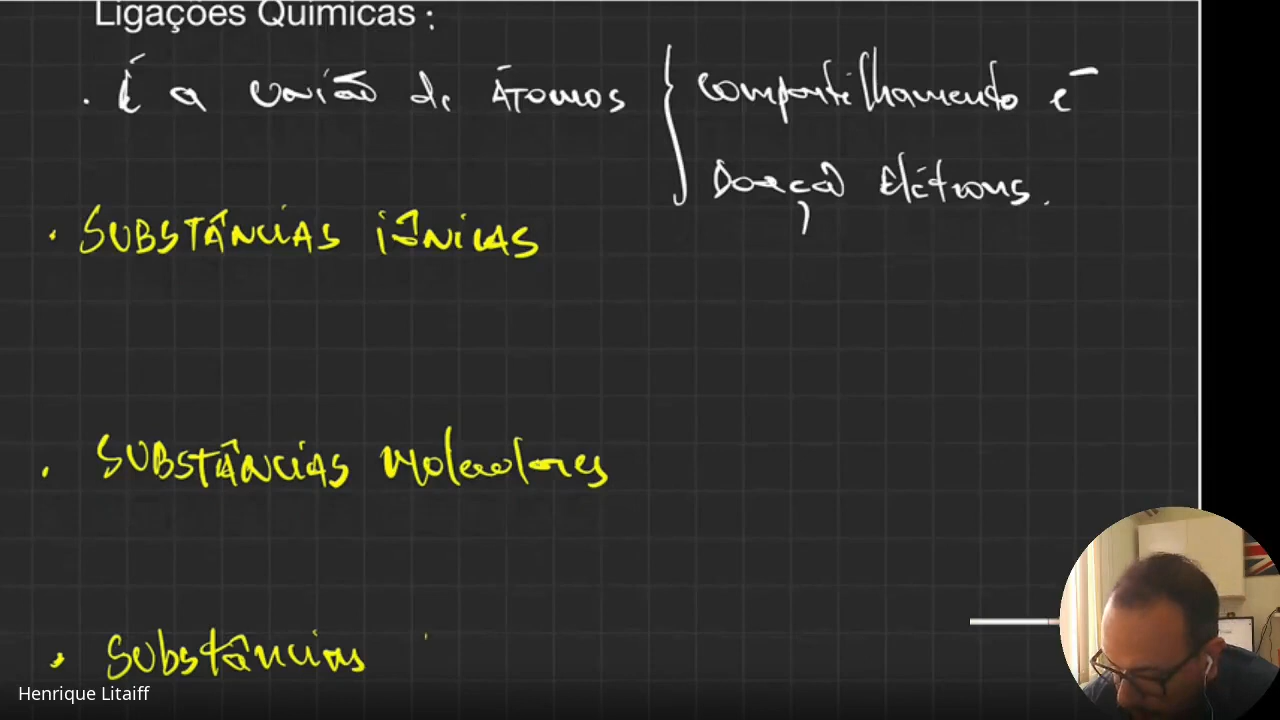 Ligações Químicas :
. É a união de Átomos { compartilhamento e-
Doação Elétrons.
. SUBSTÂNCIAS iÔNiCAS
. SUBSTÂNCIAS Moleculares
. Substâncias
Henrique Litaiff